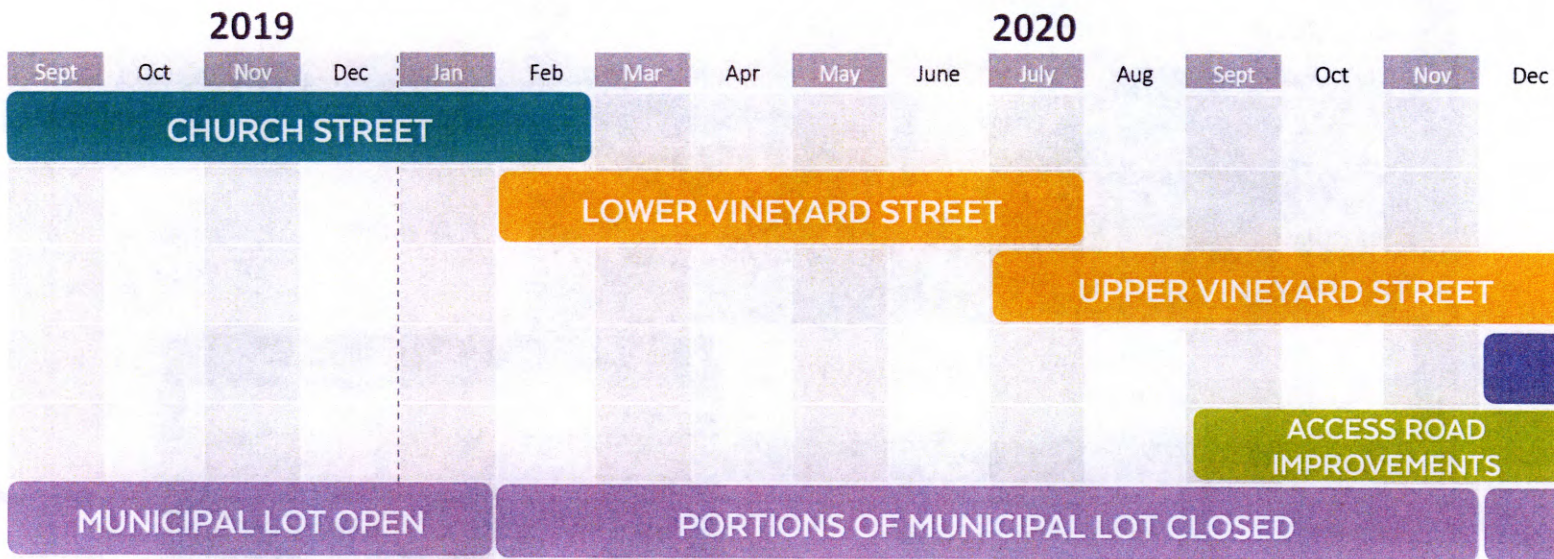 2019 2020
Sept Oct Nov Dec Jan Feb Mar Apr May June July Aug Sept Oct Nov Dec
CHURCH STREET
LOWER VINEYARD STREET
UPPER VINEYARD STREET
ACCESS ROAD
IMPROVEMENTS
MUNICIPAL LOT OPEN PORTIONS OF MUNICIPAL LOT CLOSED